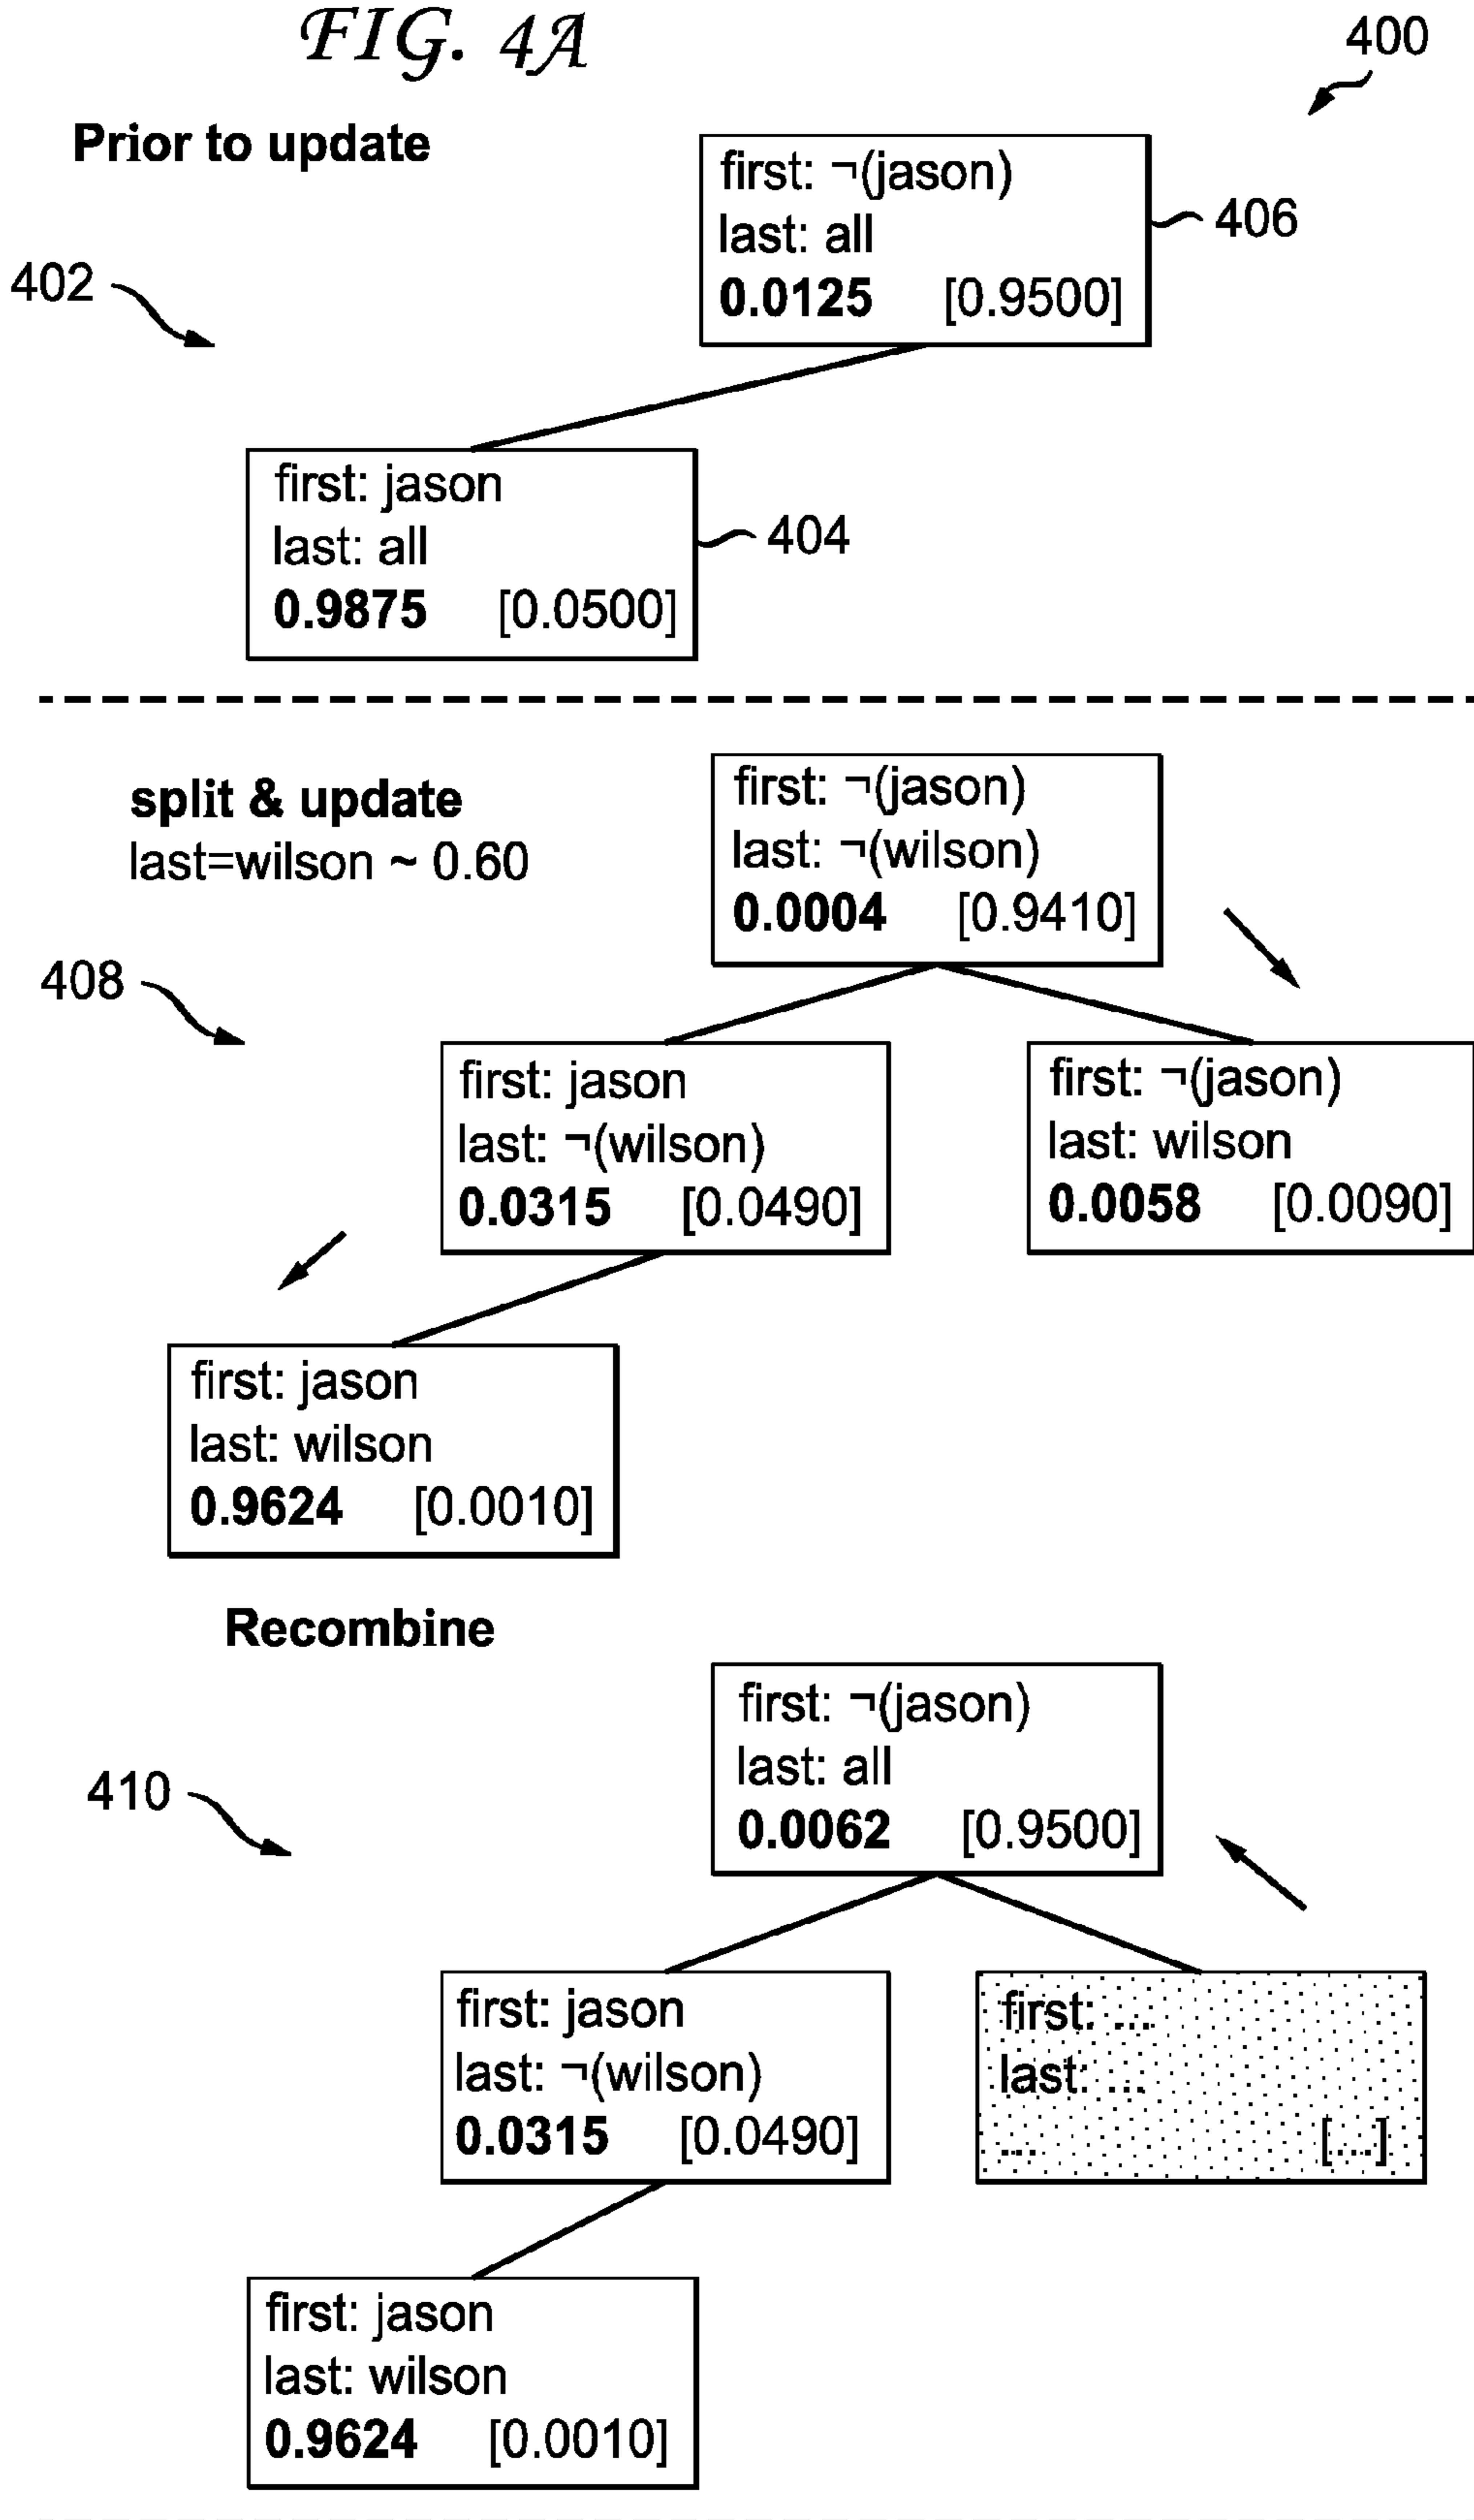 FIG. 4A
400
Prior to update
first: ¬(jason)
last: all
0.0125 [0.9500]
406
402
first: jason
last: all
0.9875 [0.0500]
404
split & update
last=wilson ~ 0.60
first: ¬(jason)
last: ¬(wilson)
0.0004 [0.9410]
408
first: jason
last: ¬(wilson)
0.0315 [0.0490]
first: ¬(jason)
last: wilson
0.0058 [0.0090]
first: jason
last: wilson
0.9624 [0.0010]
Recombine
first: ¬(jason)
last: all
0.0062 [0.9500]
410
first: jason
last: ¬(wilson)
0.0315 [0.0490]
first: ...
last: ...
... [...]
first: jason
last: wilson
0.9624 [0.0010]